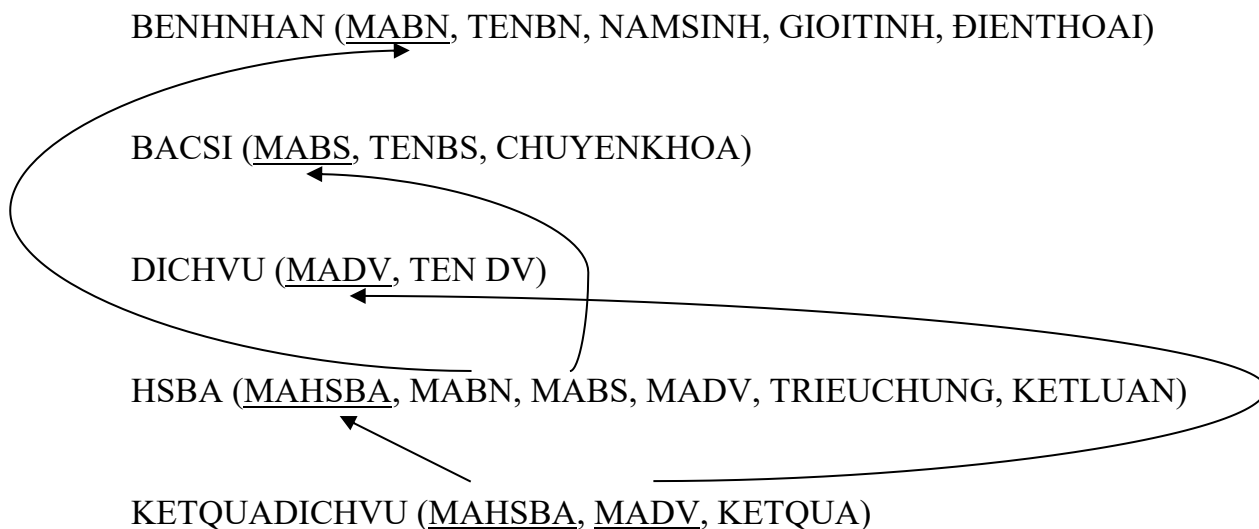 BENHNHAN (MABN, TENBN, NAMSINH, GIOITINH, ĐIENTHOAI)
BACSI (MABS, TENBS, CHUYENKHOA)
DICHVU (MADV, TEN DV)
HSBA (MAHSBA, MABN, MABS, MADV, TRIEUCHUNG, KETLUAN)
KETQUADICHVU (MAHSBA, MADV, KETQUA)